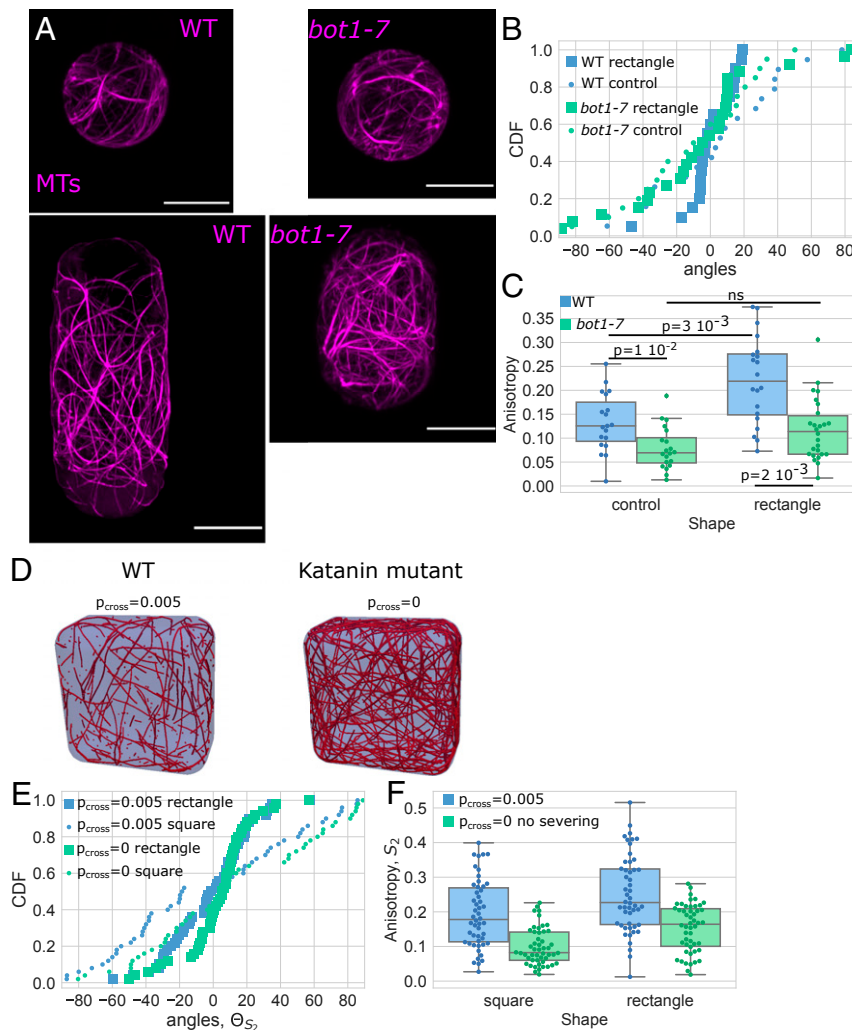 A
WT
bot1-7
MTs
WT
bot1-7
B
WT rectangle
WT control
bot1-7 rectangle
bot1-7 control
1.0
0.8
0.6
0.4
0.2
0.0
CDF
-80 -60 -40 -20 0 20 40 60 80
angles
C
WT
bot1-7
ns
p=3 10⁻³
p=1 10⁻²
p=2 10⁻³
0.35
0.30
0.25
0.20
0.15
0.10
0.05
0.00
Anisotropy
control rectangle
Shape
D
WT
Katanin mutant
p_cross=0.005
p_cross=0
E
p_cross=0.005 rectangle
p_cross=0.005 square
p_cross=0 rectangle
p_cross=0 square
1.0
0.8
0.6
0.4
0.2
0.0
CDF
-80 -60 -40 -20 0 20 40 60 80
angles, Θ_S₂
F
p_cross=0.005
p_cross=0 no severing
0.5
0.4
0.3
0.2
0.1
0.0
Anisotropy, S₂
square rectangle
Shape